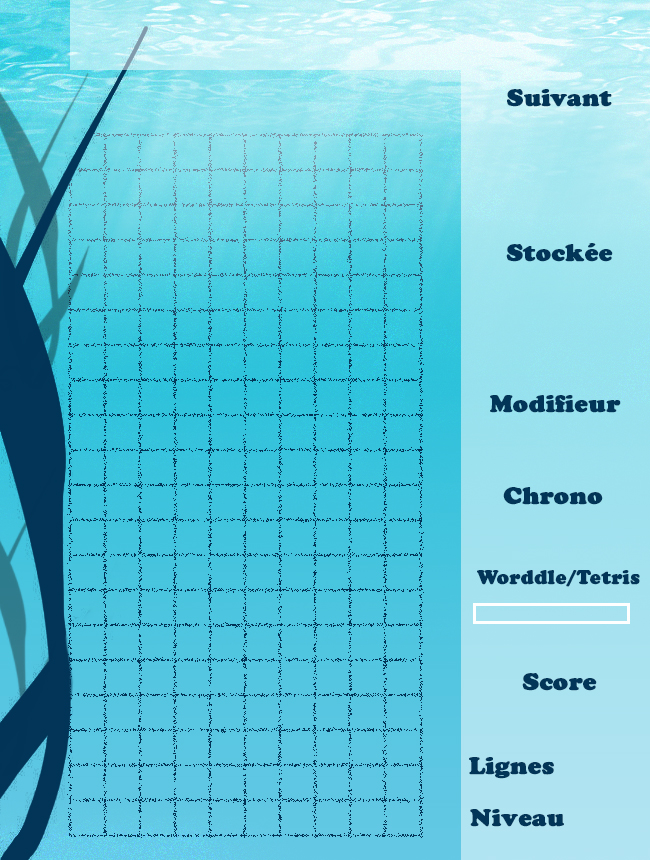 Suivant
Stockée
Modifieur
Chrono
Worddle/Tetris
Score
Lignes
Niveau